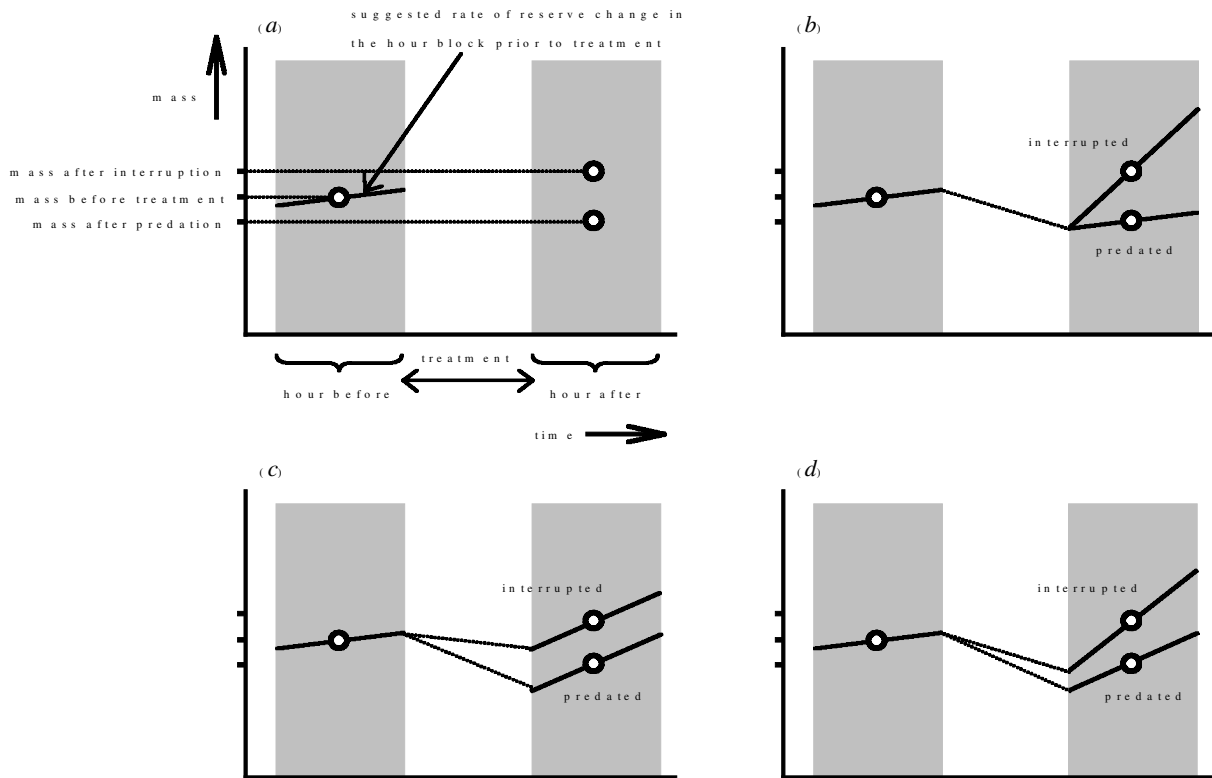 (a)
suggested rate of reserve change in
the hour block prior to treatment
mass
mass after interruption
mass before treatment
mass after predation
hour before
treatment
hour after
time
(b)
interrupted
predated
(c)
interrupted
predated
(d)
interrupted
predated